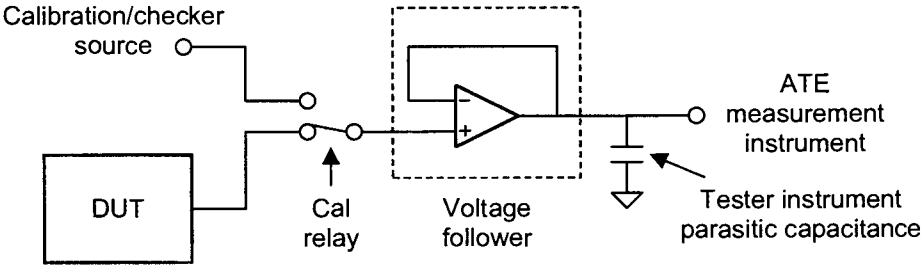 Calibration/checker
source
DUT
Cal
relay
−
+
Voltage
follower
ATE
measurement
instrument
Tester instrument
parasitic capacitance